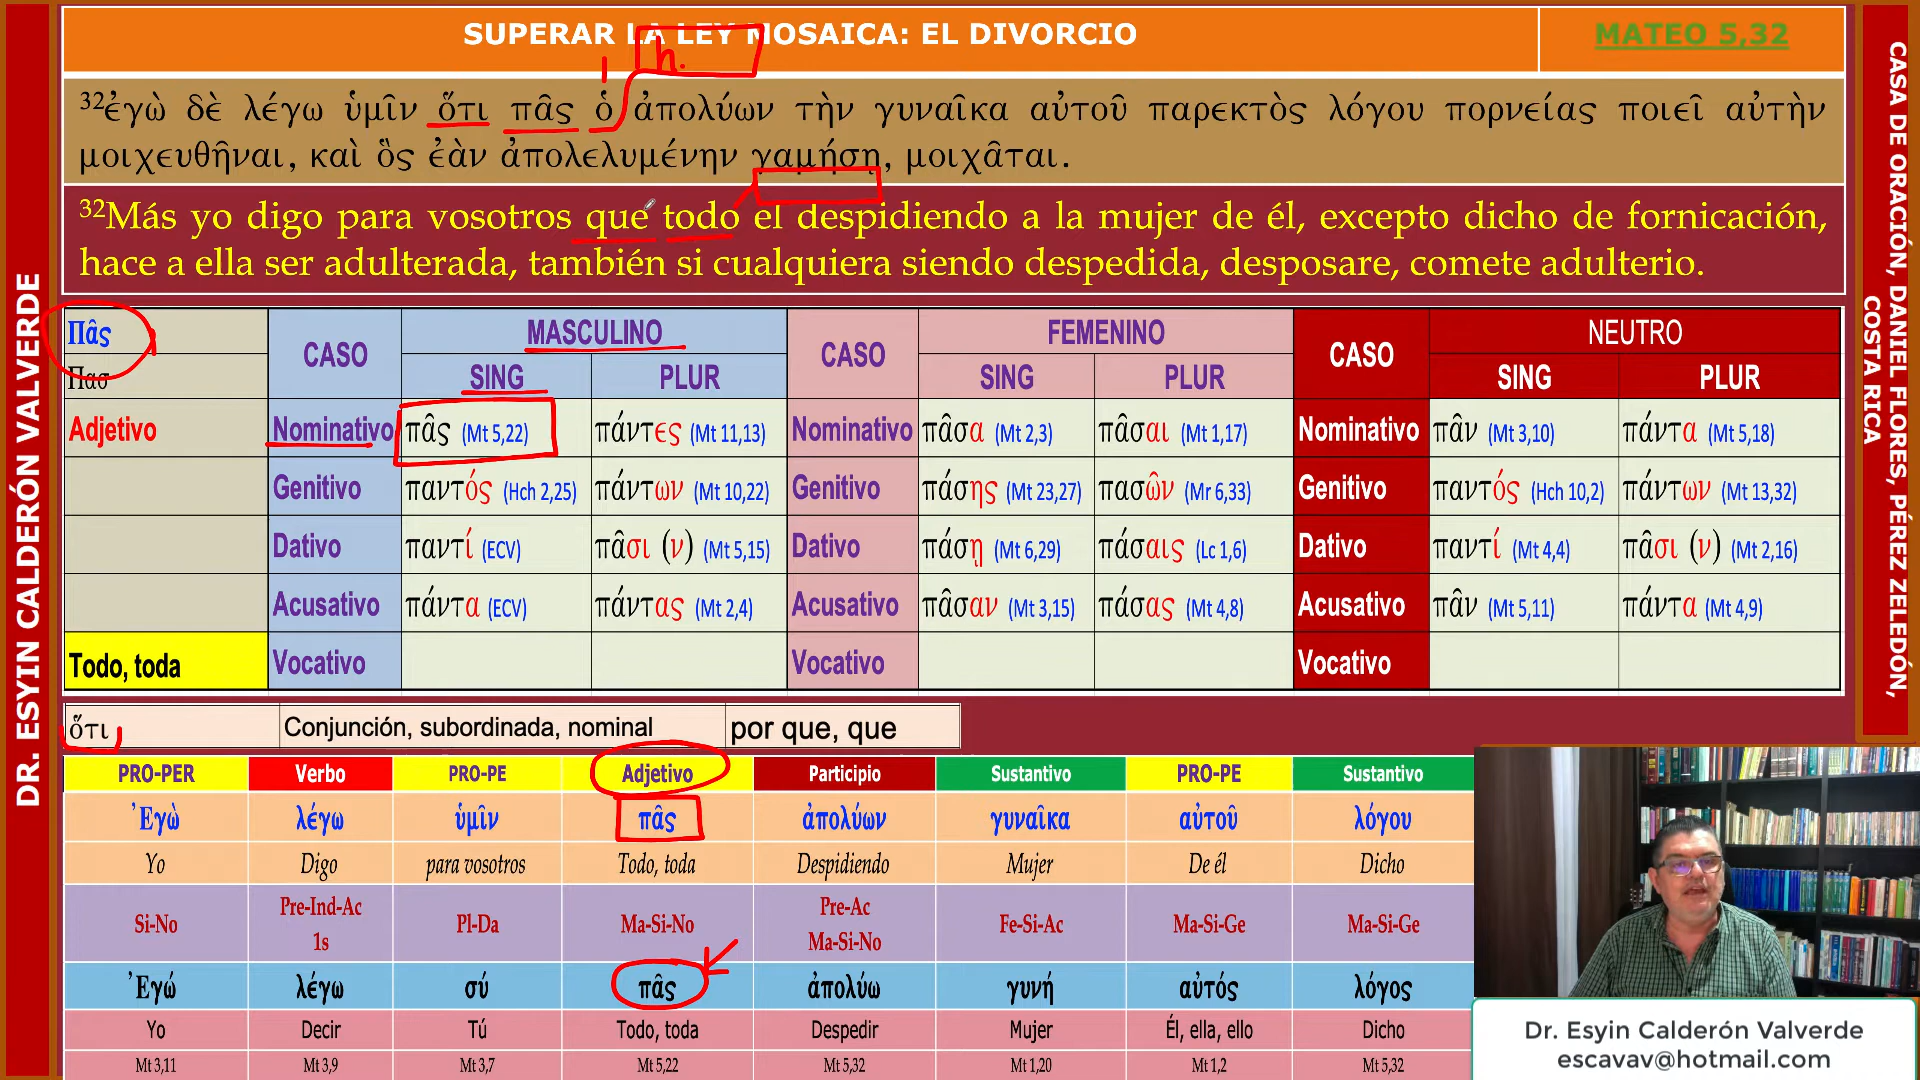 SUPERAR LA LEY MOSAICA: EL DIVORCIO
MATEO 5,32
h.
³²ἐγὼ δὲ λέγω ὑμῖν ὅτι πᾶς ὁ ἀπολύων τὴν γυναῖκα αὐτοῦ παρεκτὸς λόγου πορνείας ποιεῖ αὐτὴν
μοιχευθῆναι, καὶ ὃς ἐὰν ἀπολελυμένην γαμήσῃ, μοιχᾶται.
³²Más yo digo para vosotros que todo el despidiendo a la mujer de él, excepto dicho de fornicación,
hace a ella ser adulterada, también si cualquiera siendo despedida, desposare, comete adulterio.
Πᾶς CASO MASCULINO CASO FEMENINO CASO NEUTRO
Πασ SING PLUR SING PLUR SING PLUR
Adjetivo Nominativo πᾶς (Mt 5,22) πάντες (Mt 11,13) Nominativo πᾶσα (Mt 2,3) πᾶσαι (Mt 1,17) Nominativo πᾶν (Mt 3,10) πάντα (Mt 5,18)
Genitivo παντός (Hch 2,25) πάντων (Mt 10,22) Genitivo πάσης (Mt 23,27) πασῶν (Mr 6,33) Genitivo παντός (Hch 10,2) πάντων (Mt 13,32)
Dativo παντί (ECV) πᾶσι (ν) (Mt 5,15) Dativo πάσῃ (Mt 6,29) πάσαις (Lc 1,6) Dativo παντί (Mt 4,4) πᾶσι (ν) (Mt 2,16)
Acusativo πάντα (ECV) πάντας (Mt 2,4) Acusativo πᾶσαν (Mt 3,15) πάσας (Mt 4,8) Acusativo πᾶν (Mt 5,11) πάντα (Mt 4,9)
Todo, toda Vocativo Vocativo Vocativo
ὅτι Conjunción, subordinada, nominal por que, que
PRO-PER Verbo PRO-PE Adjetivo Participio Sustantivo PRO-PE Sustantivo
Ἐγὼ λέγω ὑμῖν πᾶς ἀπολύων γυναῖκα αὐτοῦ λόγου
Yo Digo para vosotros Todo, toda Despidiendo Mujer De él Dicho
Si-No Pre-Ind-Ac 1s Pl-Da Ma-Si-No Pre-Ac Ma-Si-No Fe-Si-Ac Ma-Si-Ge Ma-Si-Ge
Ἐγώ λέγω σύ πᾶς ἀπολύω γυνή αὐτός λόγος
Yo Decir Tú Todo, toda Despedir Mujer Él, ella, ello Dicho
Mt 3,11 Mt 3,9 Mt 3,7 Mt 5,22 Mt 5,32 Mt 1,20 Mt 1,2 Mt 5,32
DR. ESYIN CALDERÓN VALVERDE
CASA DE ORACIÓN, DANIEL FLORES, PÉREZ ZELEDÓN,
COSTA RICA
Dr. Esyin Calderón Valverde
escavav@hotmail.com